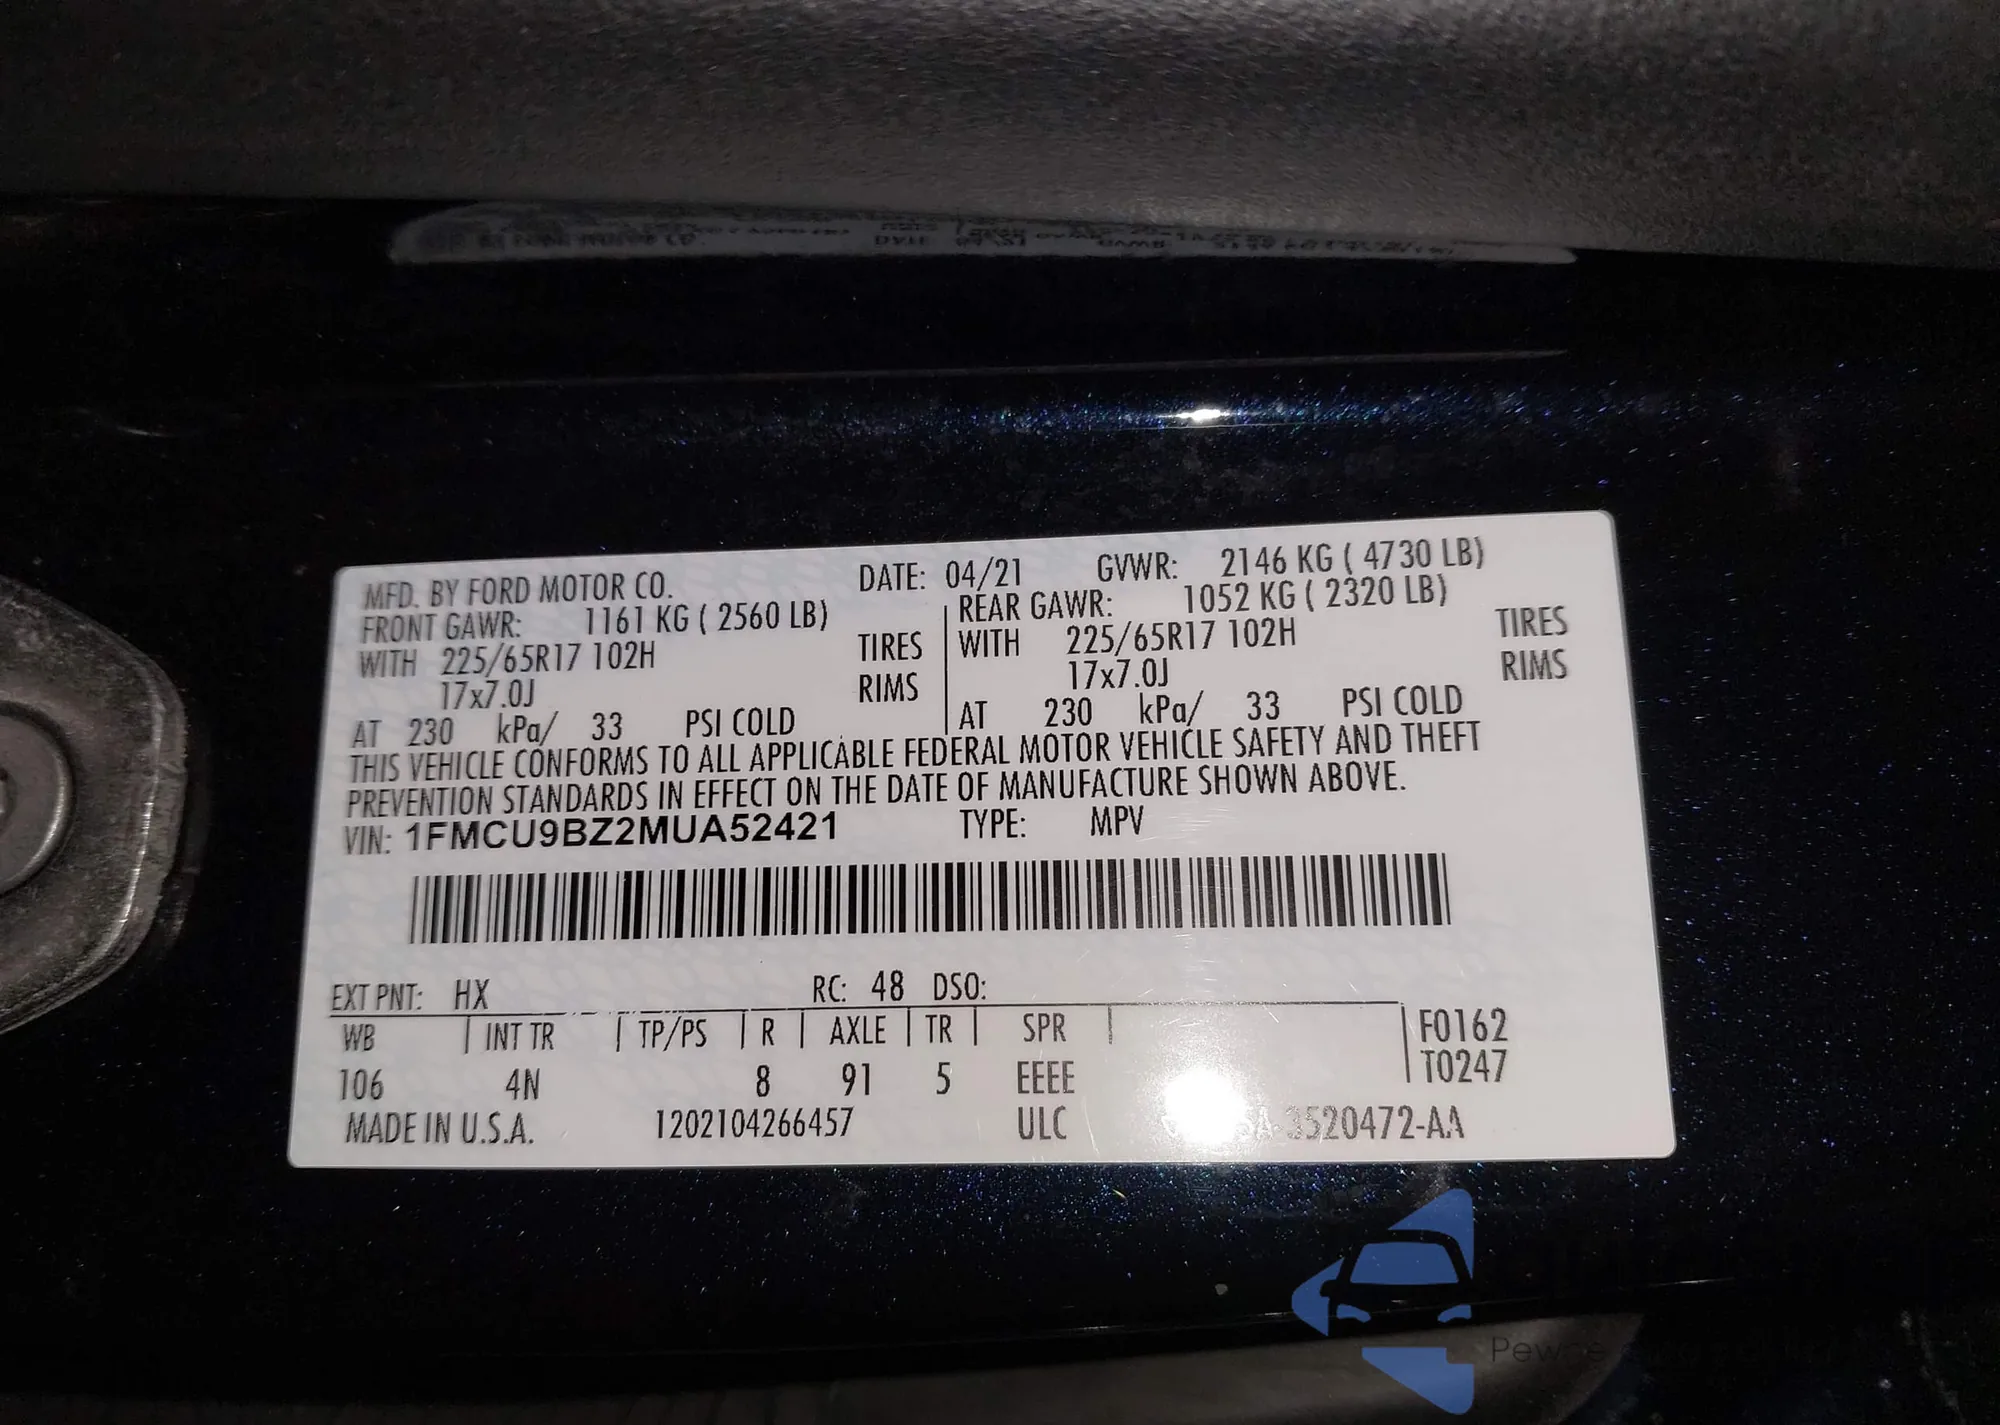 MFD. BY FORD MOTOR CO. DATE: 04/21 GVWR: 2146 KG ( 4730 LB)
FRONT GAWR: 1161 KG ( 2560 LB) REAR GAWR: 1052 KG ( 2320 LB)
WITH 225/65R17 102H TIRES WITH 225/65R17 102H TIRES
17x7.0J RIMS 17x7.0J RIMS
AT 230 kPa/ 33 PSI COLD AT 230 kPa/ 33 PSI COLD
THIS VEHICLE CONFORMS TO ALL APPLICABLE FEDERAL MOTOR VEHICLE SAFETY AND THEFT
PREVENTION STANDARDS IN EFFECT ON THE DATE OF MANUFACTURE SHOWN ABOVE.
VIN: 1FMCU9BZ2MUA52421 TYPE: MPV
EXT PNT: HX RC: 48 DSO:
WB INT TR TP/PS R AXLE TR SPR F0162
106 4N 8 91 5 EEEE T0247
MADE IN U.S.A. 1202104266457 ULC 3520472-AA